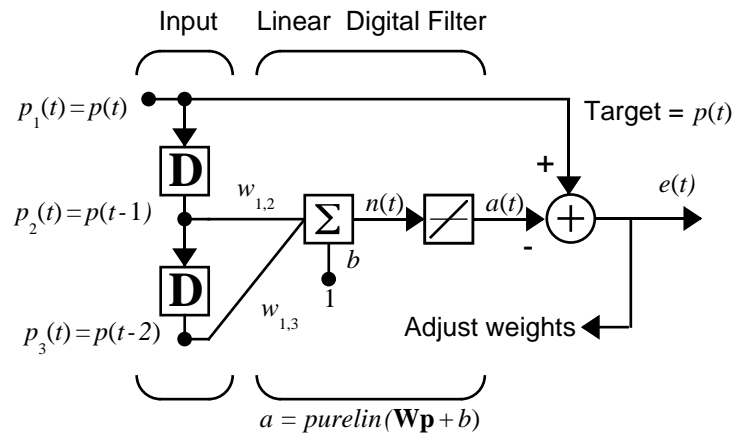 Input
Linear Digital Filter
p1(t) = p(t)
Target = p(t)
D
+
w1,2
n(t)
a(t)
e(t)
p2(t) = p(t-1)
Σ
+
-
b
D
1
w1,3
Adjust weights
p3(t) = p(t-2)
a = purelin(Wp + b)